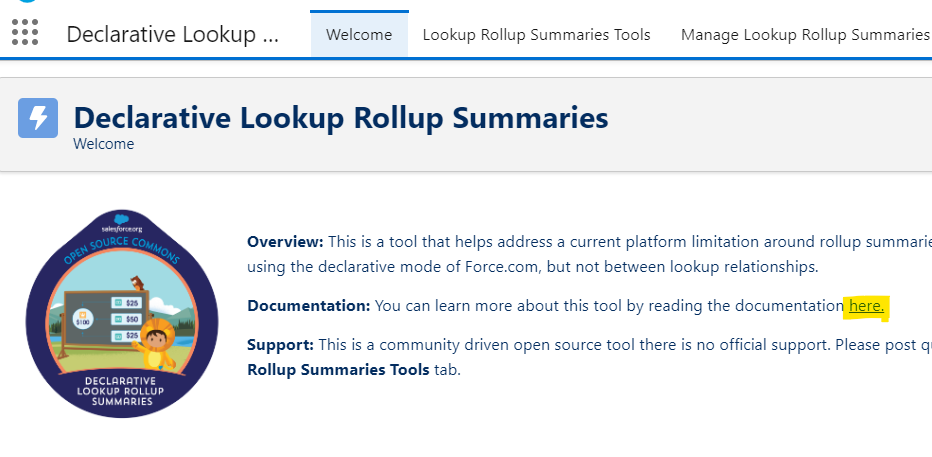 Declarative Lookup ...
Welcome
Lookup Rollup Summaries Tools
Manage Lookup Rollup Summaries
Declarative Lookup Rollup Summaries
Welcome
salesforce.org
OPEN SOURCE COMMONS
$100
$25
$50
$25
DECLARATIVE
LOOKUP ROLLUP
SUMMARIES
Overview: This is a tool that helps address a current platform limitation around rollup summarie
using the declarative mode of Force.com, but not between lookup relationships.
Documentation: You can learn more about this tool by reading the documentation here.
Support: This is a community driven open source tool there is no official support. Please post qu
Rollup Summaries Tools tab.